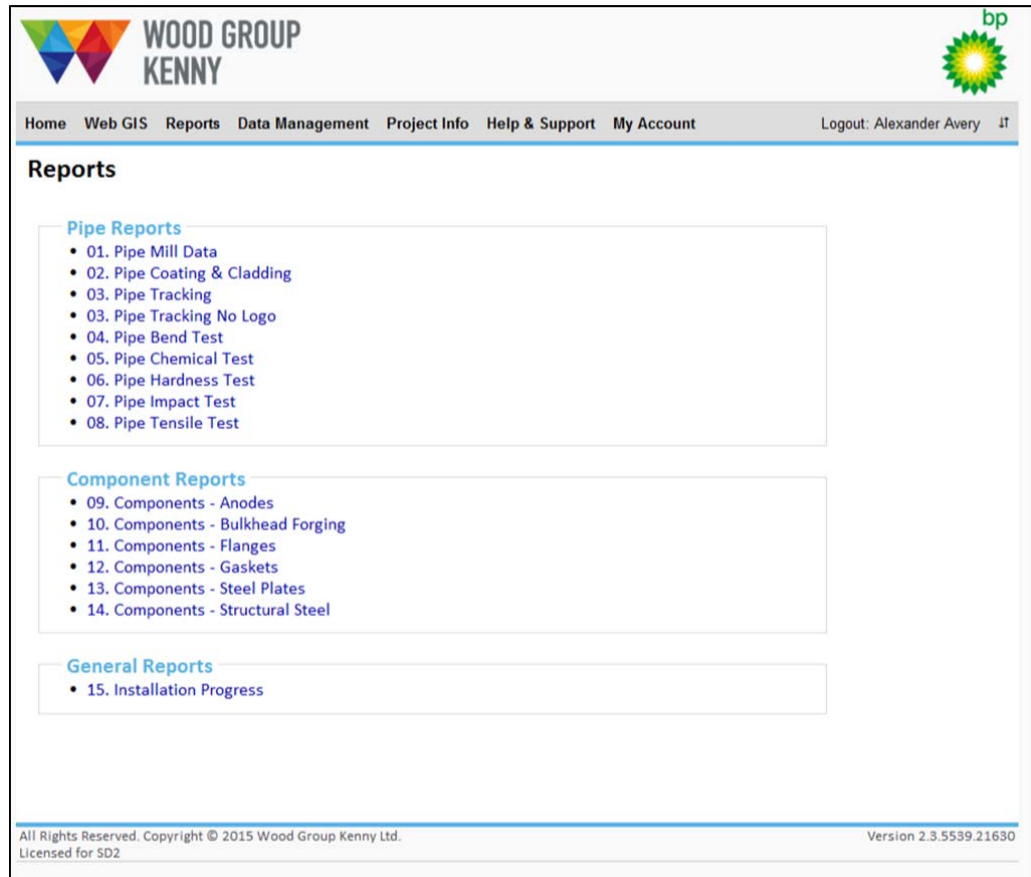 WOOD GROUP
KENNY
bp
Home Web GIS Reports Data Management Project Info Help & Support My Account Logout: Alexander Avery
Reports
Pipe Reports
• 01. Pipe Mill Data
• 02. Pipe Coating & Cladding
• 03. Pipe Tracking
• 03. Pipe Tracking No Logo
• 04. Pipe Bend Test
• 05. Pipe Chemical Test
• 06. Pipe Hardness Test
• 07. Pipe Impact Test
• 08. Pipe Tensile Test
Component Reports
• 09. Components - Anodes
• 10. Components - Bulkhead Forging
• 11. Components - Flanges
• 12. Components - Gaskets
• 13. Components - Steel Plates
• 14. Components - Structural Steel
General Reports
• 15. Installation Progress
All Rights Reserved. Copyright © 2015 Wood Group Kenny Ltd. Version 2.3.5539.21630
Licensed for SD2